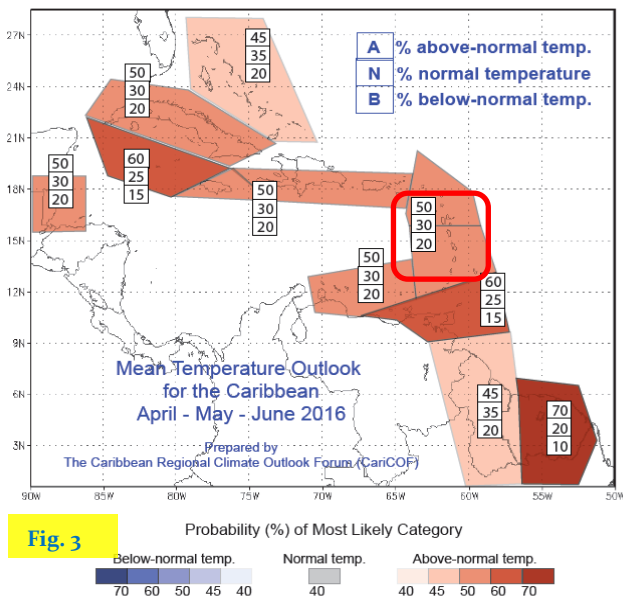 27N
24N
21N
18N
15N
12N
9N
6N
3N
90W
85W
80W
75W
70W
65W
60W
55W
50W
A % above-normal temp.
N % normal temperature
B % below-normal temp.
45
35
20
50
30
20
60
25
15
50
30
20
50
30
20
50
30
20
50
30
20
60
25
15
45
35
20
70
20
10
Mean Temperature Outlook
for the Caribbean
April - May - June 2016
Prepared by
The Caribbean Regional Climate Outlook Forum (CariCOF)
Fig. 3
Probability (%) of Most Likely Category
Below-normal temp. Normal temp. Above-normal temp.
70 60 50 45 40 40 40 45 50 60 70